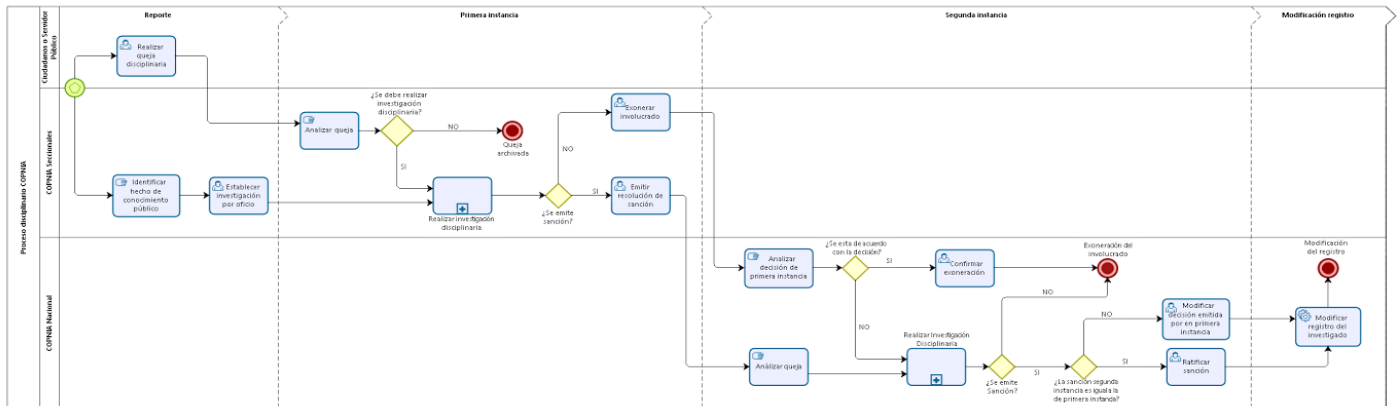 Reporte
Primera instancia
Segunda instancia
Modificación registro
Proceso disciplinario COPNIA
Ciudadanos o Servidor
Público
COPNIA Seccionales
COPNIA Nacional
Realizar
queja
disciplinaria
Identificar
hecho de
conocimiento
público
Establecer
investigación
por oficio
Analizar queja
¿Se debe realizar
investigación
disciplinaria?
NO
Queja
archivada
SI
Realizar investigación
disciplinaria
¿Se emite
sanción?
NO
Exonerar
involucrado
SI
Emitir
resolución de
sanción
Analizar
decisión de
primera instancia
¿Se esta de acuerdo
con la decisión?
SI
Confirmar
exoneración
Exoneración del
involucrado
NO
Análizar queja
Realizar Investigación
Disciplinaria
¿Se emite
Sanción?
NO
SI
¿La sanción segunda
instancia es igual a la
de primera instanda?
NO
Modificar
decisión emitida
por en primera
instancia
SI
Ratificar
sanción
Modificar
registro del
investigado
Modificación
del registro